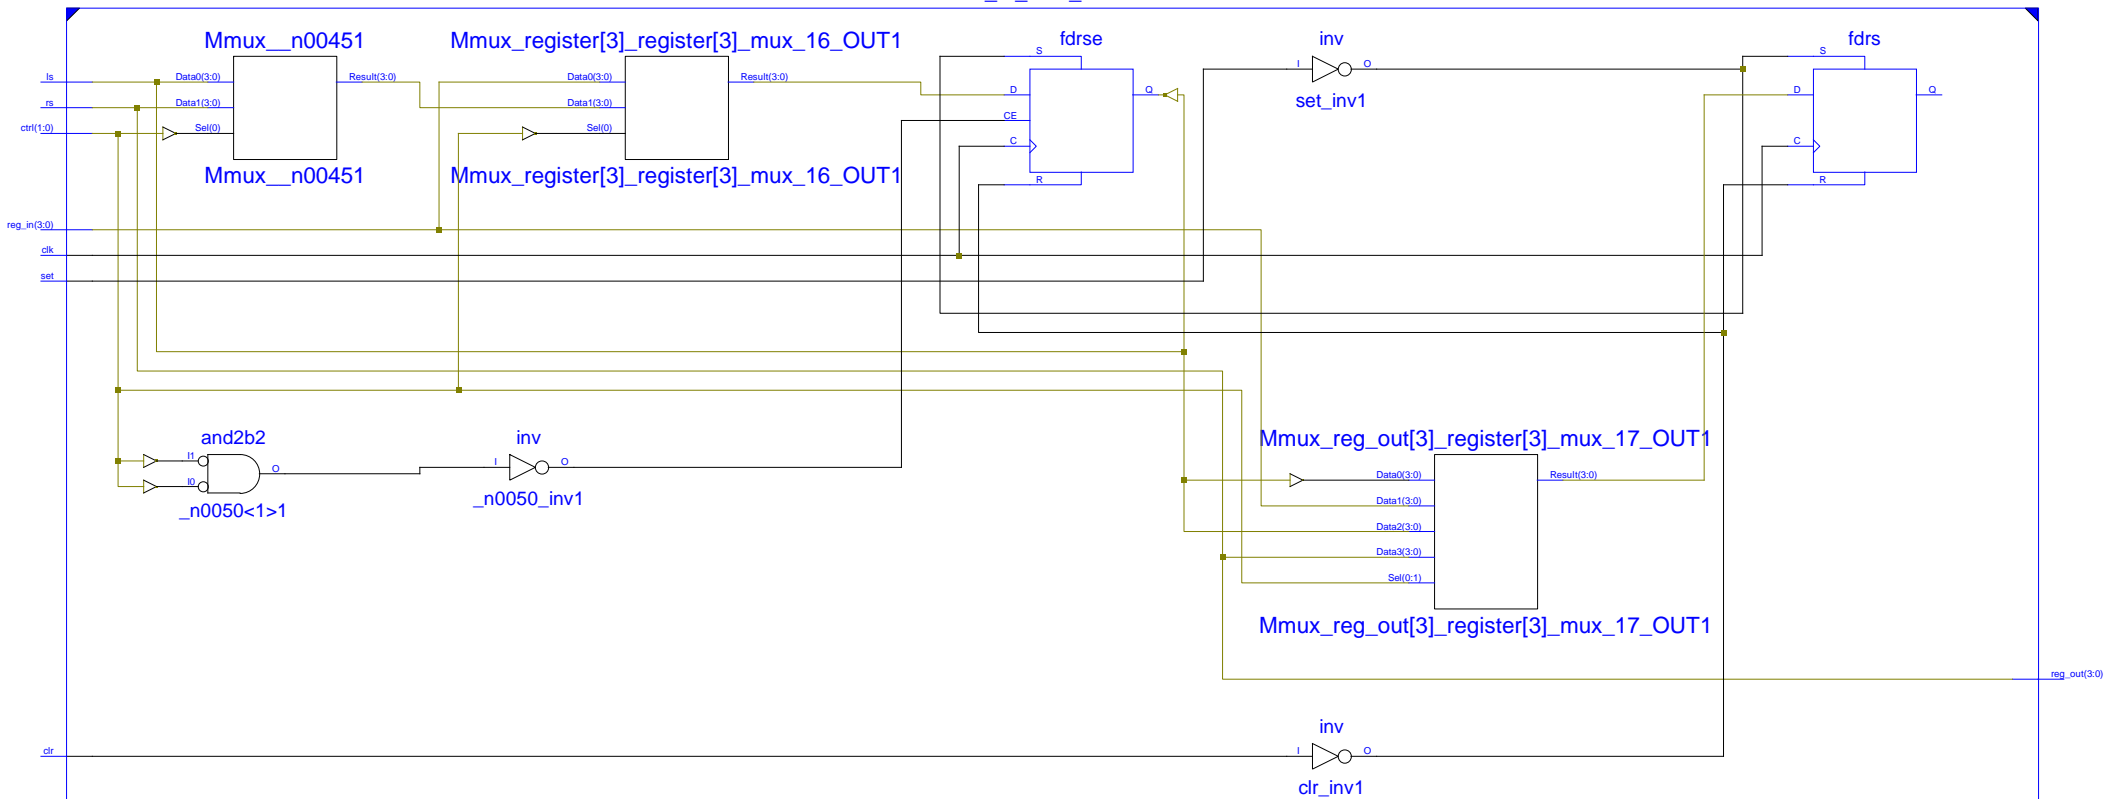 Mmux__n00451
Mmux_register[3]_register[3]_mux_16_OUT1
fdrse
inv
fdrs
S
I
O
S
ls
Data0(3:0)
Result(3:0)
Data0(3:0)
Result(3:0)
D
Q
set_inv1
D
Q
rs
Data1(3:0)
Data1(3:0)
CE
ctrl(1:0)
Sel(0)
Sel(0)
C
C
Mmux__n00451
Mmux_register[3]_register[3]_mux_16_OUT1
R
R
reg_in(3:0)
clk
set
and2b2
inv
Mmux_reg_out[3]_register[3]_mux_17_OUT1
I1
I0
O
I
O
_n0050<1>1
_n0050_inv1
Data0(3:0)
Result(3:0)
Data1(3:0)
Data2(3:0)
Data3(3:0)
Sel(0:1)
Mmux_reg_out[3]_register[3]_mux_17_OUT1
reg_out(3:0)
inv
clr
I
O
clr_inv1